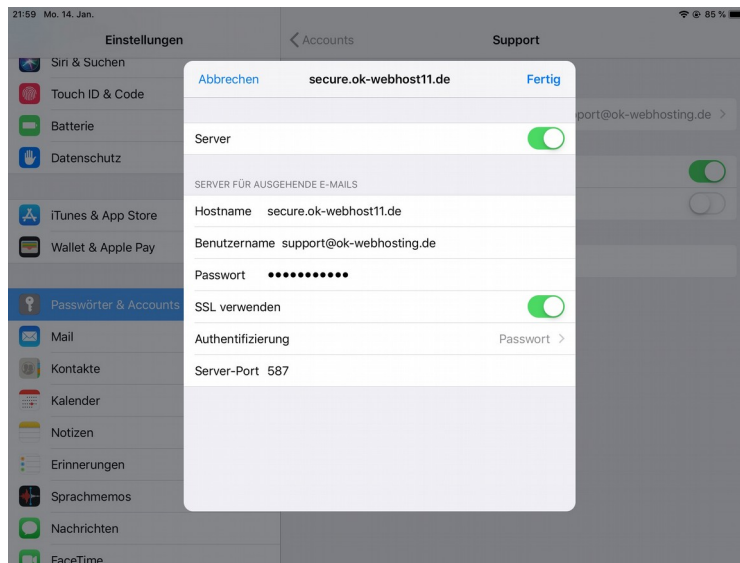 21:59 Mo. 14. Jan.
85 %
Einstellungen
Accounts
Support
Siri & Suchen
Touch ID & Code
Batterie
Datenschutz
iTunes & App Store
Wallet & Apple Pay
Passwörter & Accounts
Mail
Kontakte
Kalender
Notizen
Erinnerungen
Sprachmemos
Nachrichten
FaceTime
Abbrechen
secure.ok-webhost11.de
Fertig
Server
SERVER FÜR AUSGEHENDE E-MAILS
Hostname secure.ok-webhost11.de
Benutzername support@ok-webhosting.de
Passwort ●●●●●●●●●●●
SSL verwenden
Authentifizierung Passwort
Server-Port 587
pport@ok-webhosting.de